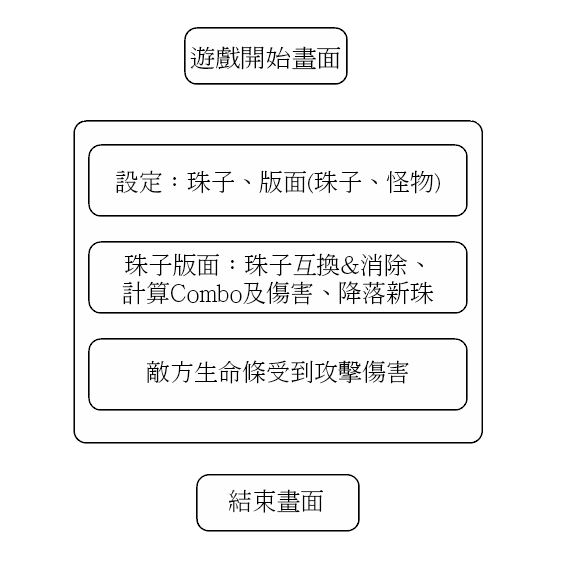 遊戲開始畫面
設定：珠子、版面(珠子、怪物)
珠子版面：珠子互換&消除、
計算Combo及傷害、降落新珠
敵方生命條受到攻擊傷害
結束畫面